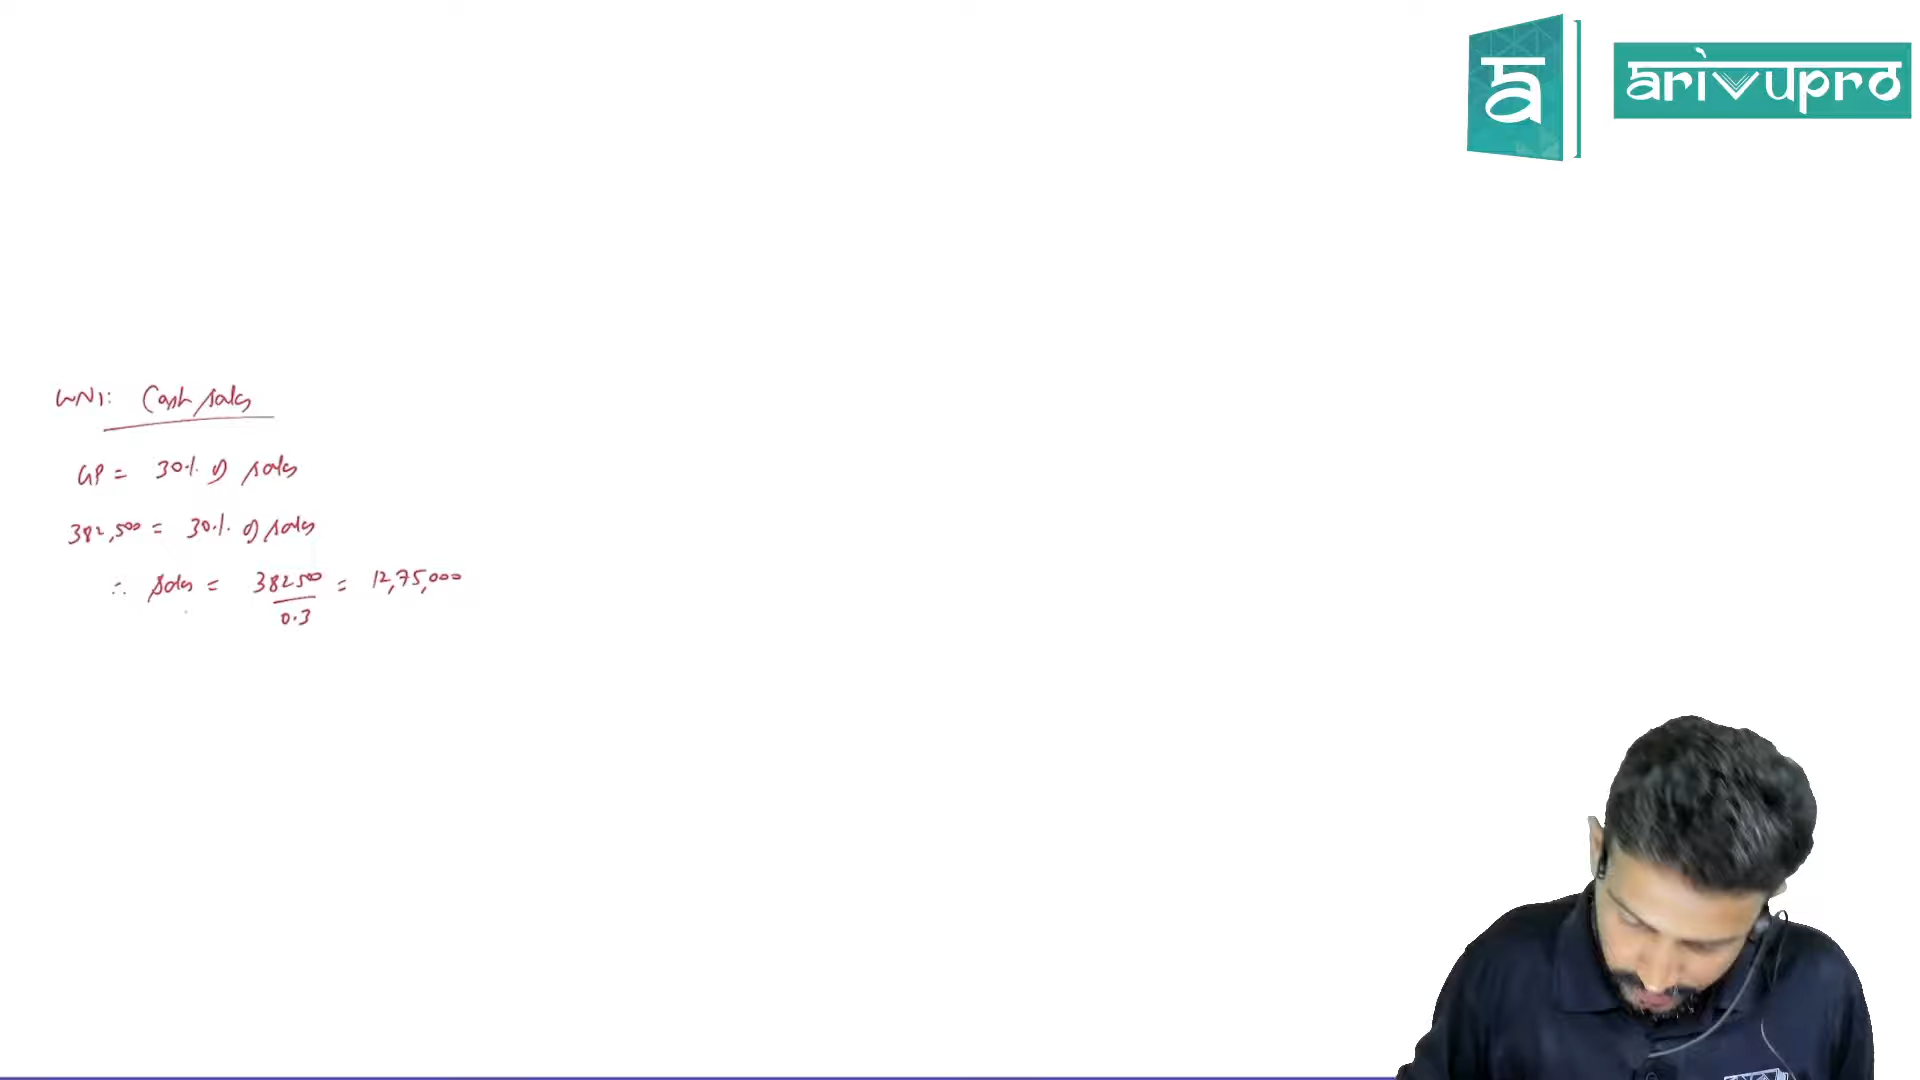 a arivupro
WN1: Cash sales
GP = 30% of sales
382,500 = 30% of sales
∴ Sales = 382500 / 0.3 = 12,75,000